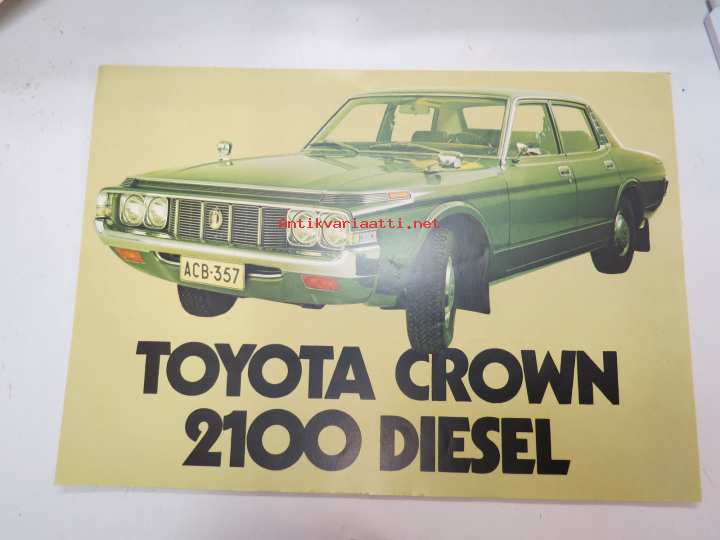 Antikvariaatti.net
ACB-357
TOYOTA CROWN
2100 DIESEL